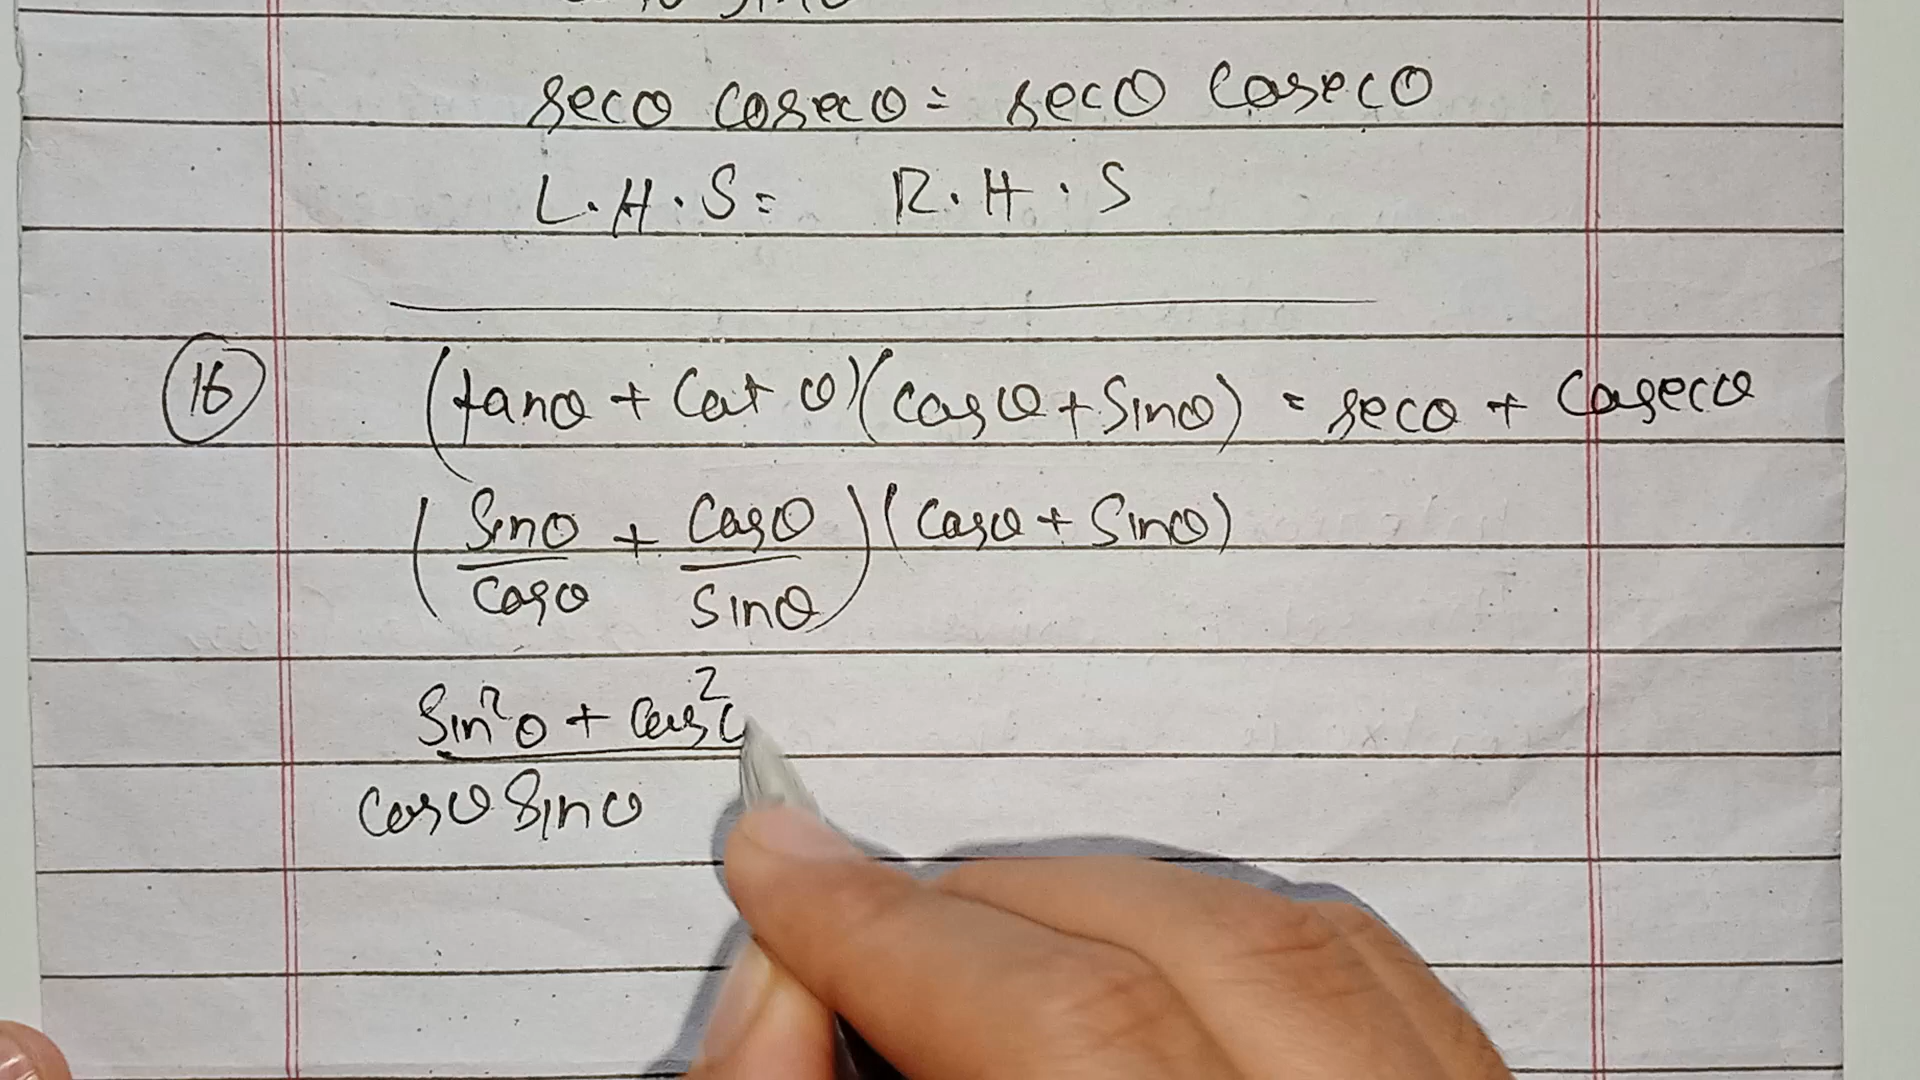 secθ cosecθ = secθ cosecθ
L.H.S = R.H.S
16 (tanθ + cotθ)(cosθ + sinθ) = secθ + cosecθ
(sinθ/cosθ + cosθ/sinθ)(cosθ + sinθ)
sin²θ + cos²
cosθ sinθ